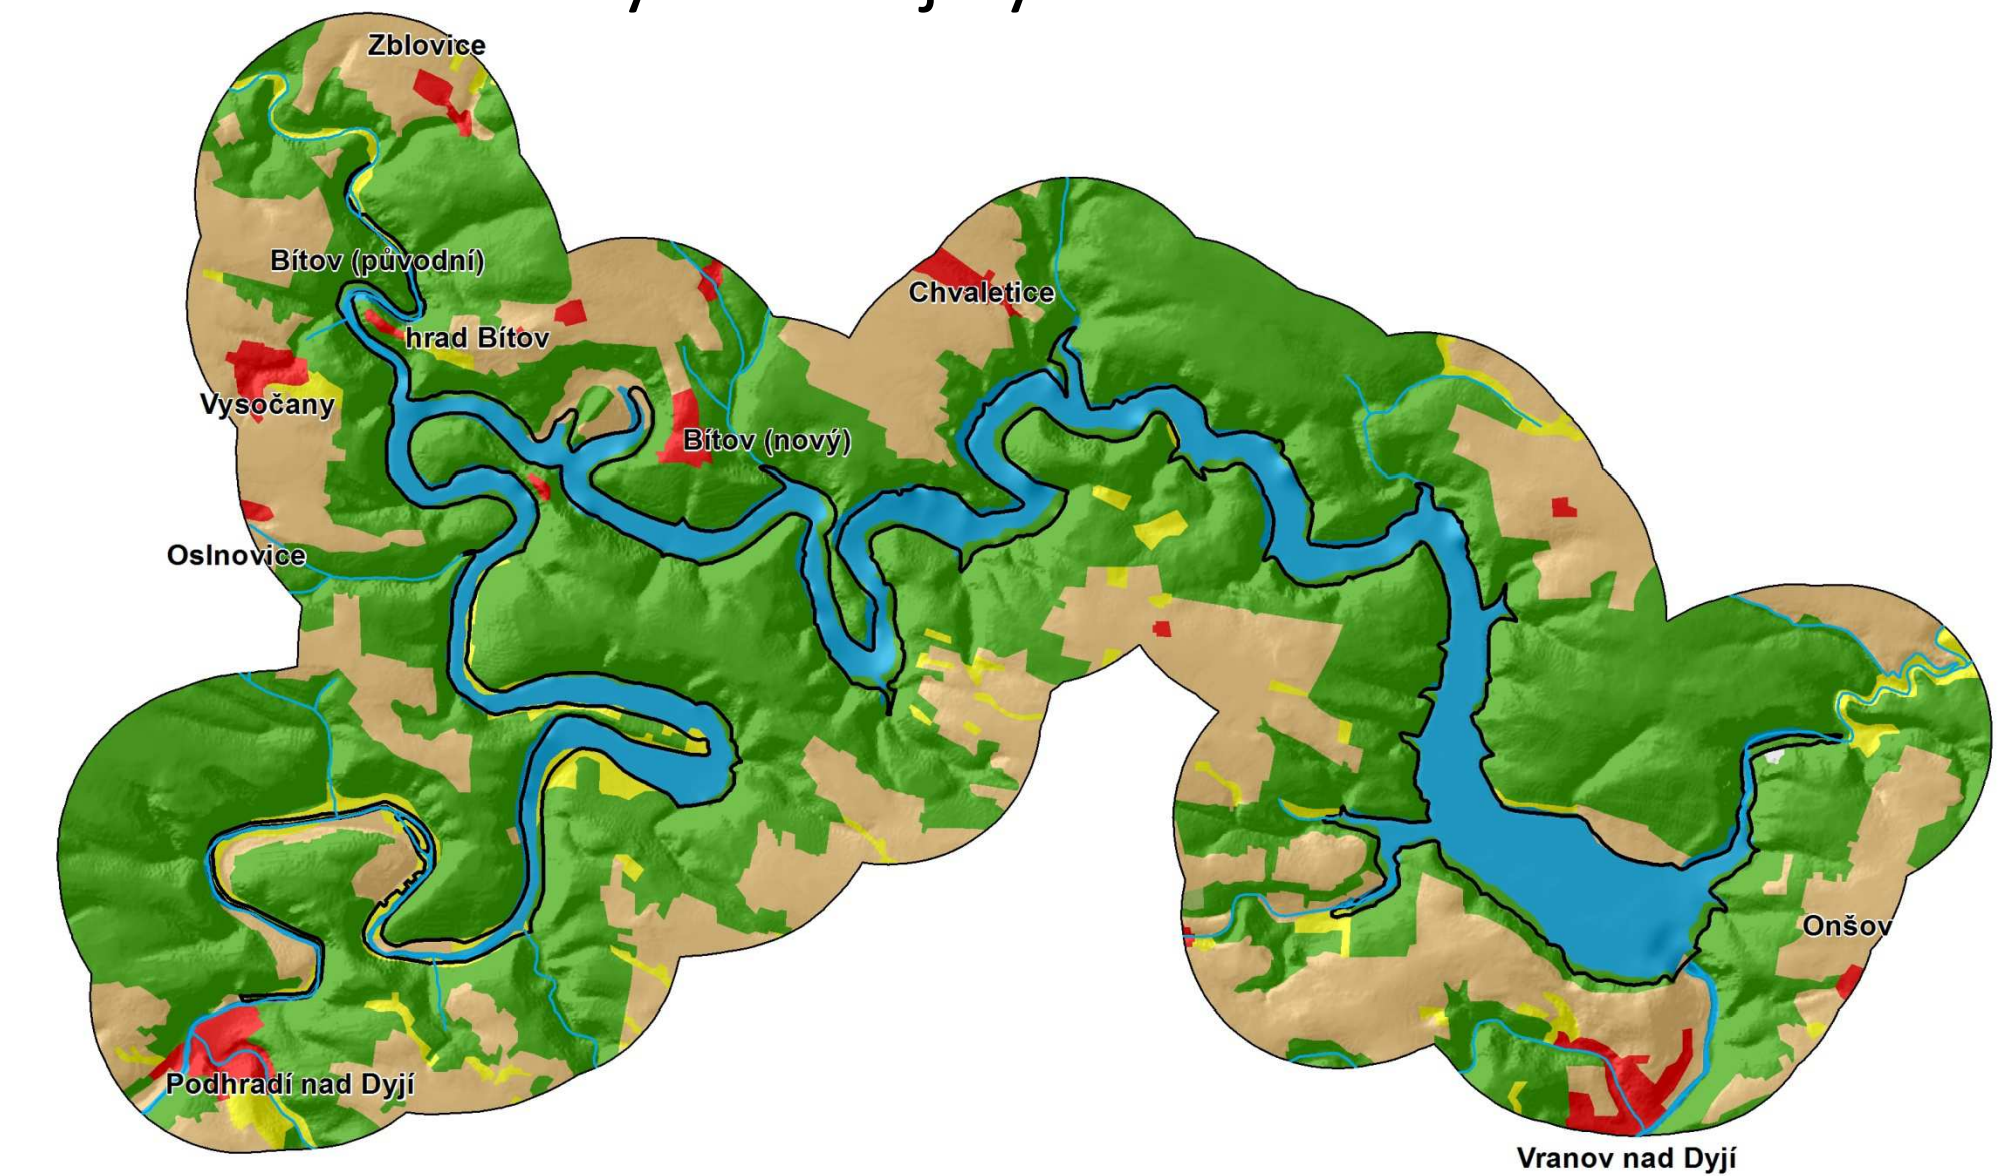 Zblovice
Bítov (původní)
Chvaletice
hrad Bítov
Vysočany
Bítov (nový)
Oslnovice
Onšov
Podhradí nad Dyjí
Vranov nad Dyjí